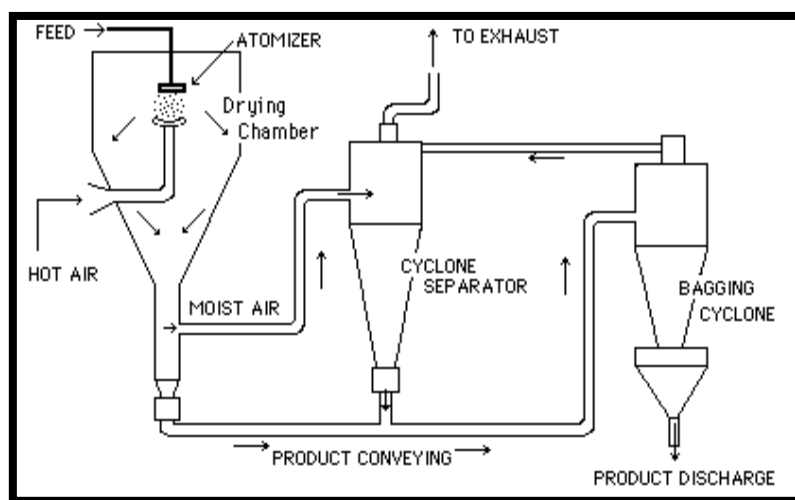 FEED
ATOMIZER
TO EXHAUST
Drying
Chamber
HOT AIR
MOIST AIR
CYCLONE
SEPARATOR
BAGGING
CYCLONE
PRODUCT CONVEYING
PRODUCT DISCHARGE